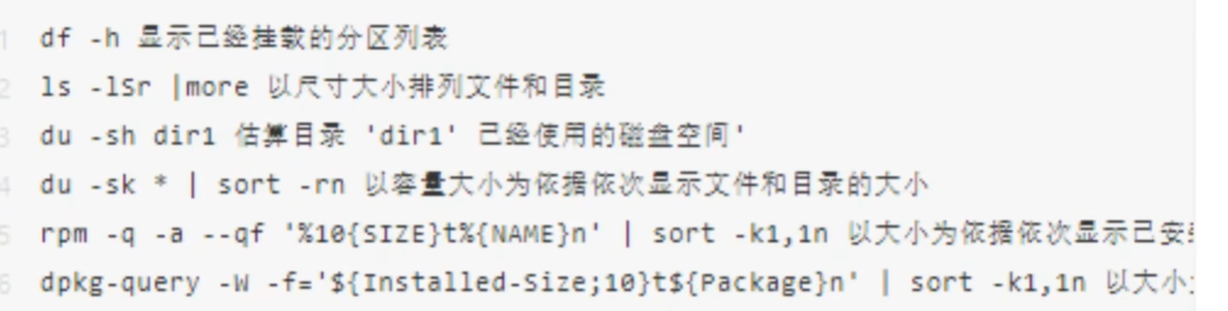 1 df -h 显示已经挂载的分区列表
2 ls -lSr |more 以尺寸大小排列文件和目录
3 du -sh dir1 估算目录 'dir1' 已经使用的磁盘空间'
4 du -sk * | sort -rn 以容量大小为依据依次显示文件和目录的大小
5 rpm -q -a --qf '%10{SIZE}t%{NAME}n' | sort -k1,1n 以大小为依据依次显示已安
6 dpkg-query -W -f='${Installed-Size;10}t${Package}n' | sort -k1,1n 以大小